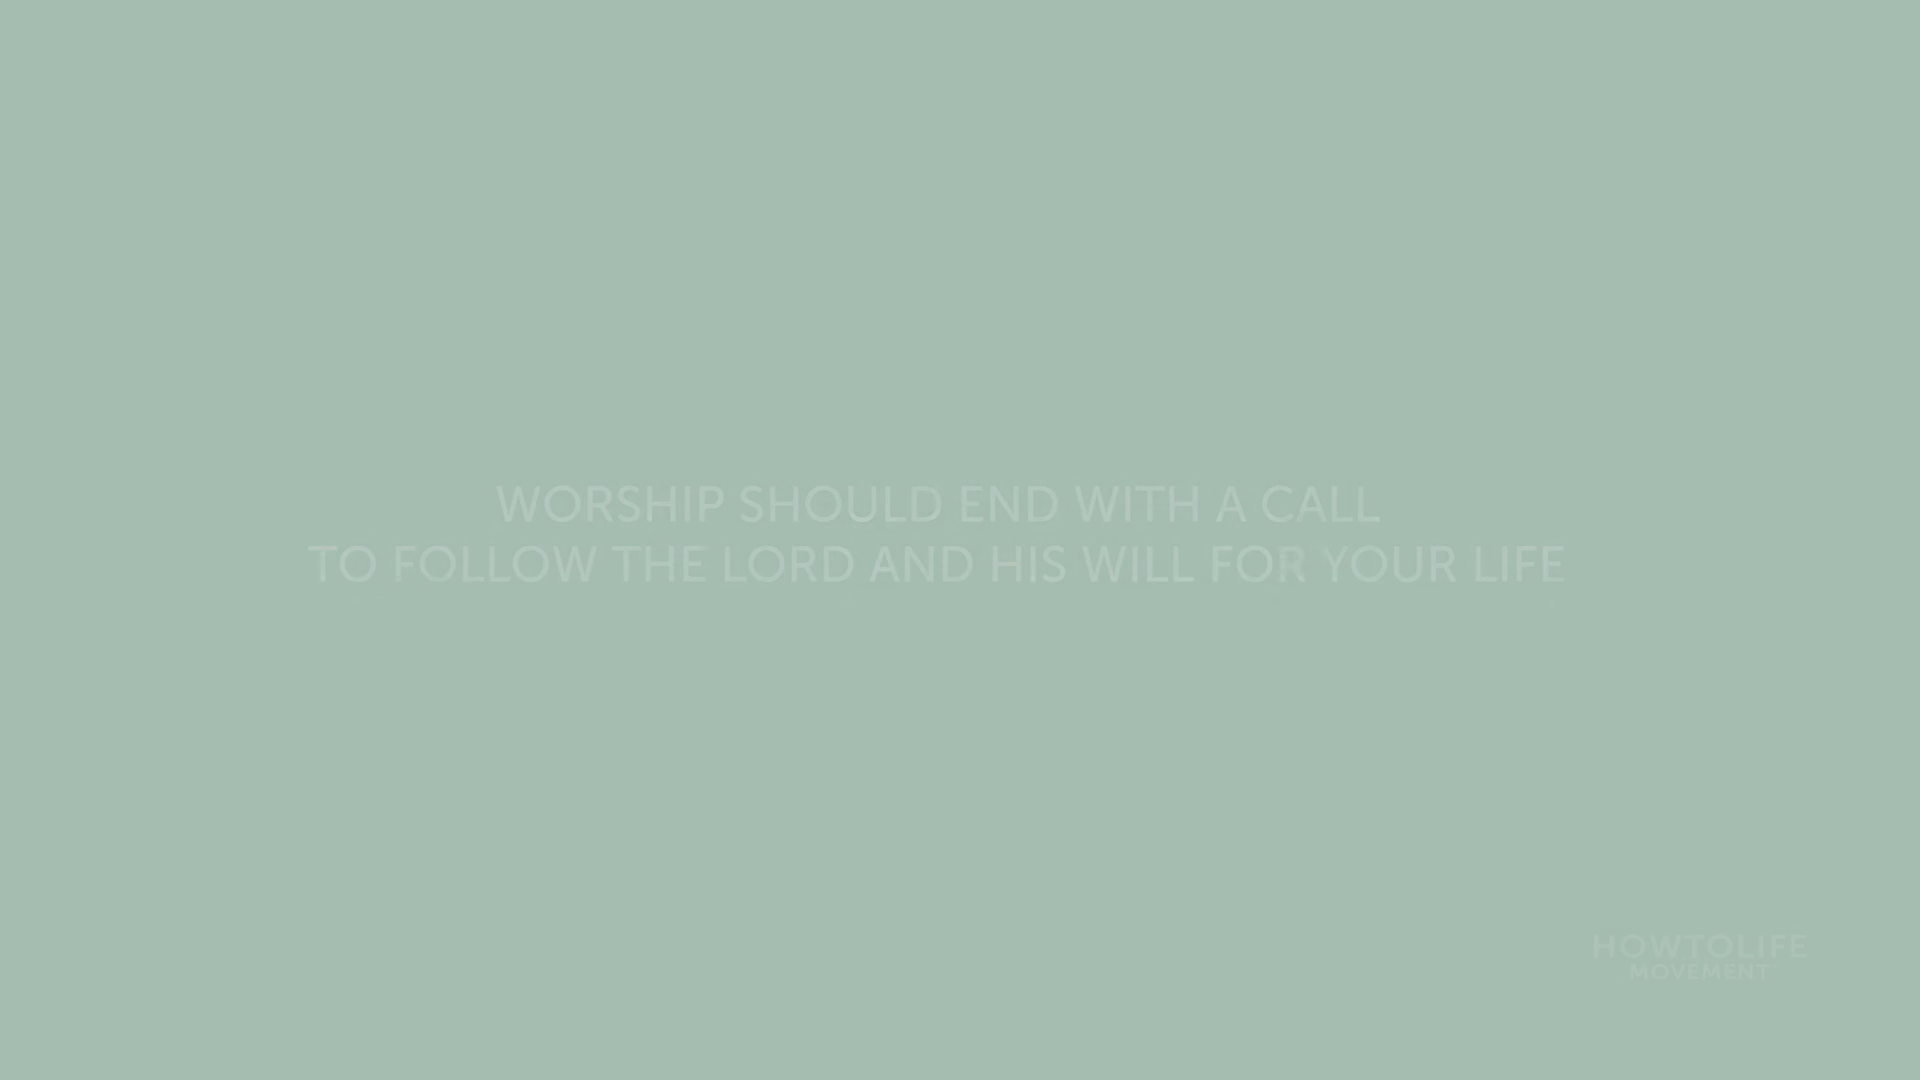 WORSHIP SHOULD END WITH A CALL
TO FOLLOW THE LORD AND HIS WILL FOR YOUR LIFE
HOWTOLIFE
MOVEMENT